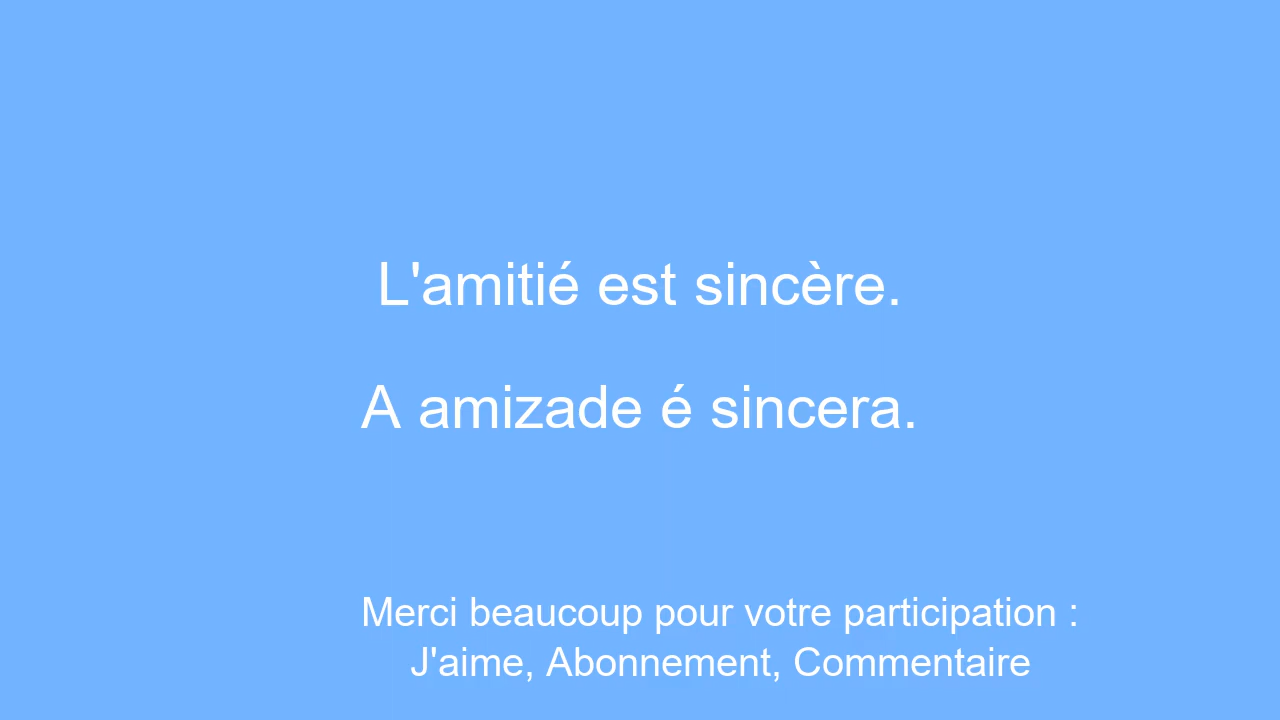 L'amitié est sincère.
A amizade é sincera.
Merci beaucoup pour votre participation :
J'aime, Abonnement, Commentaire